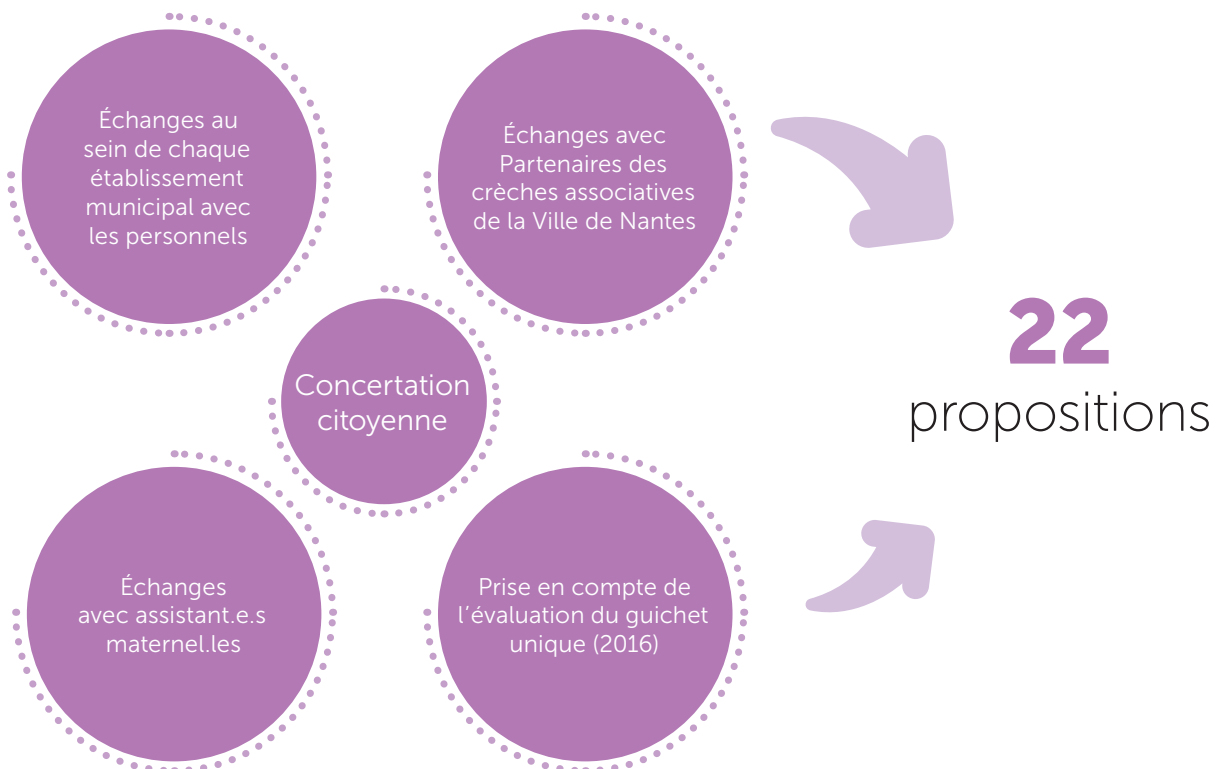 Échanges au
sein de chaque
établissement
municipal avec
les personnels
Échanges avec
Partenaires des
crèches associatives
de la Ville de Nantes
Concertation
citoyenne
Échanges
avec assistant.e.s
maternel.les
Prise en compte de
l’évaluation du guichet
unique (2016)
22
propositions